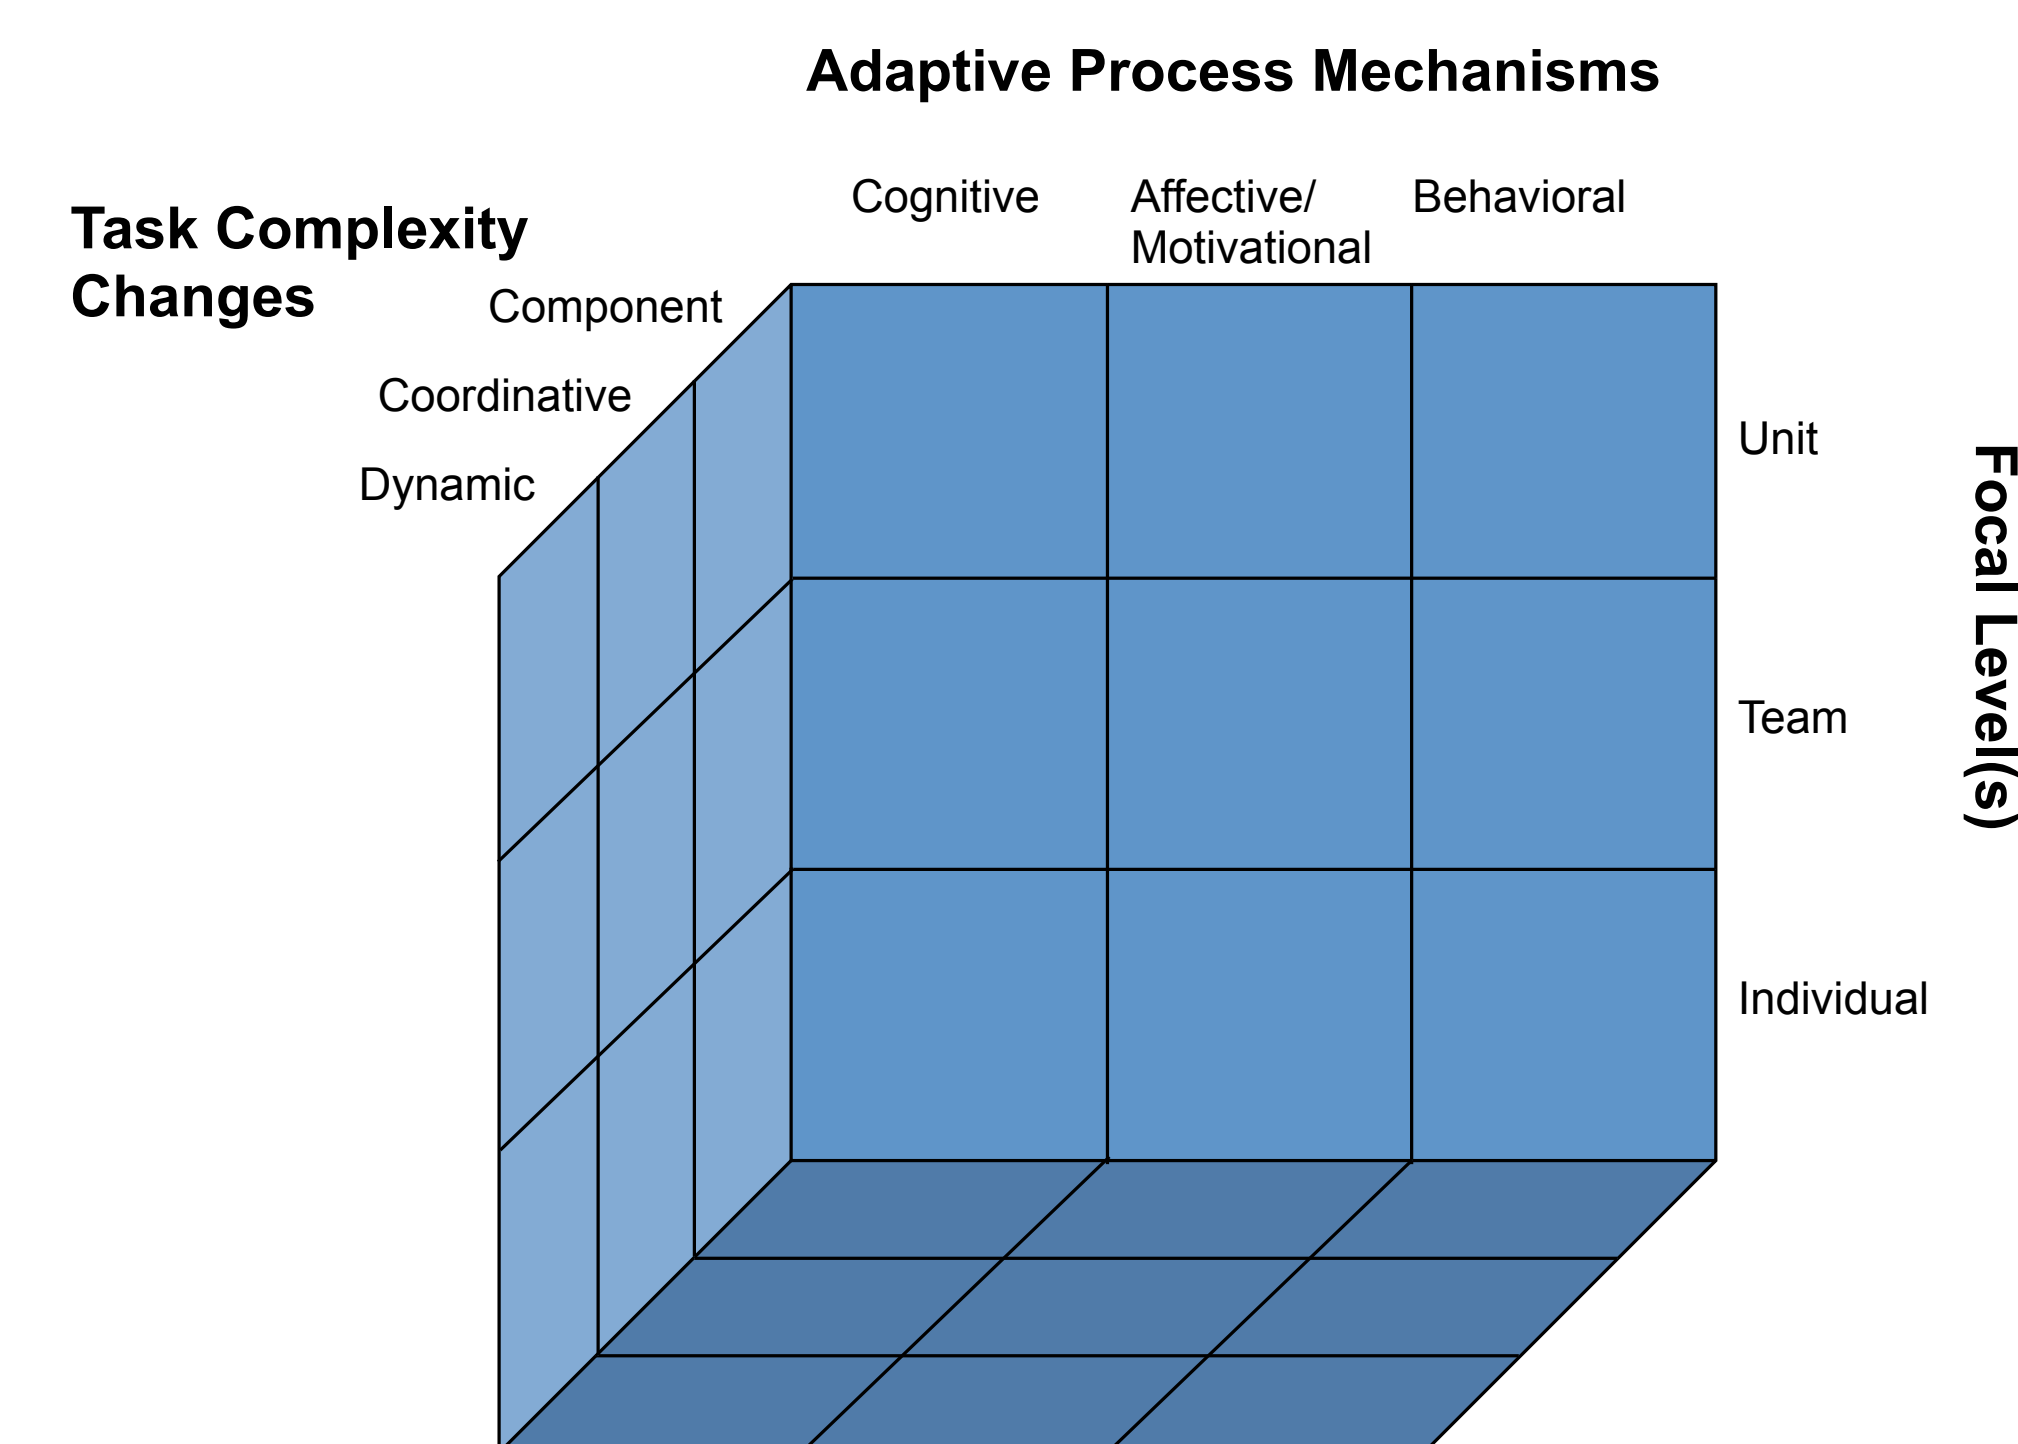 Adaptive Process Mechanisms
Cognitive
Affective/
Motivational
Behavioral
Task Complexity
Changes
Component
Coordinative
Dynamic
Unit
Team
Individual
Focal Level(s)